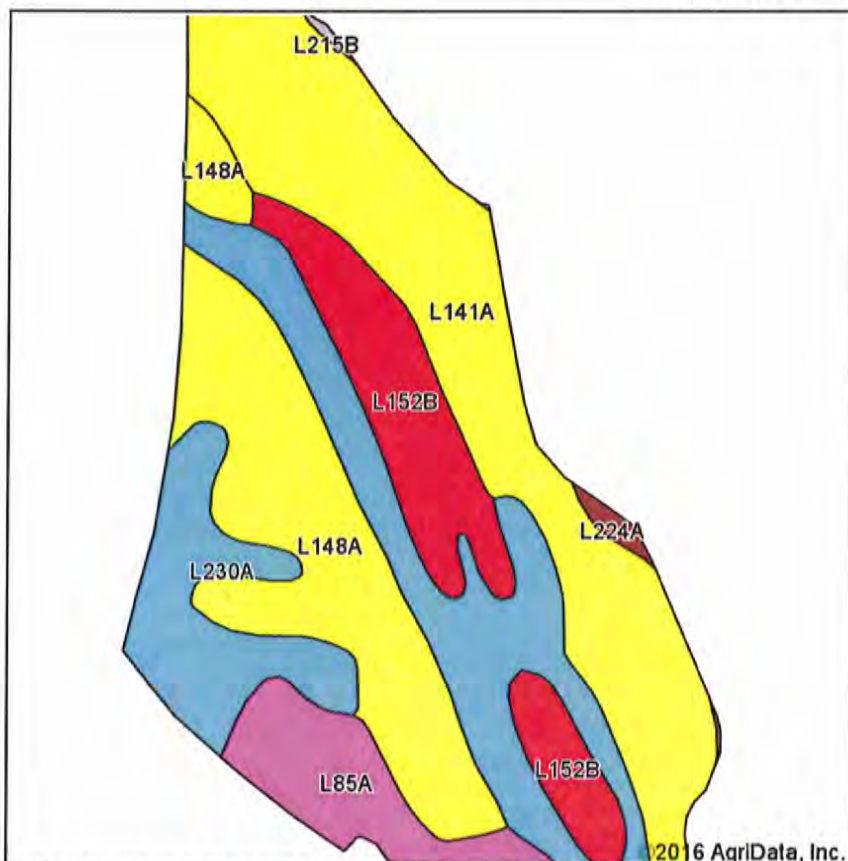 L215B
L148A
L141A
L152B
L224A
L148A
L230A
L152B
L85A
©2016 AgriData, Inc.